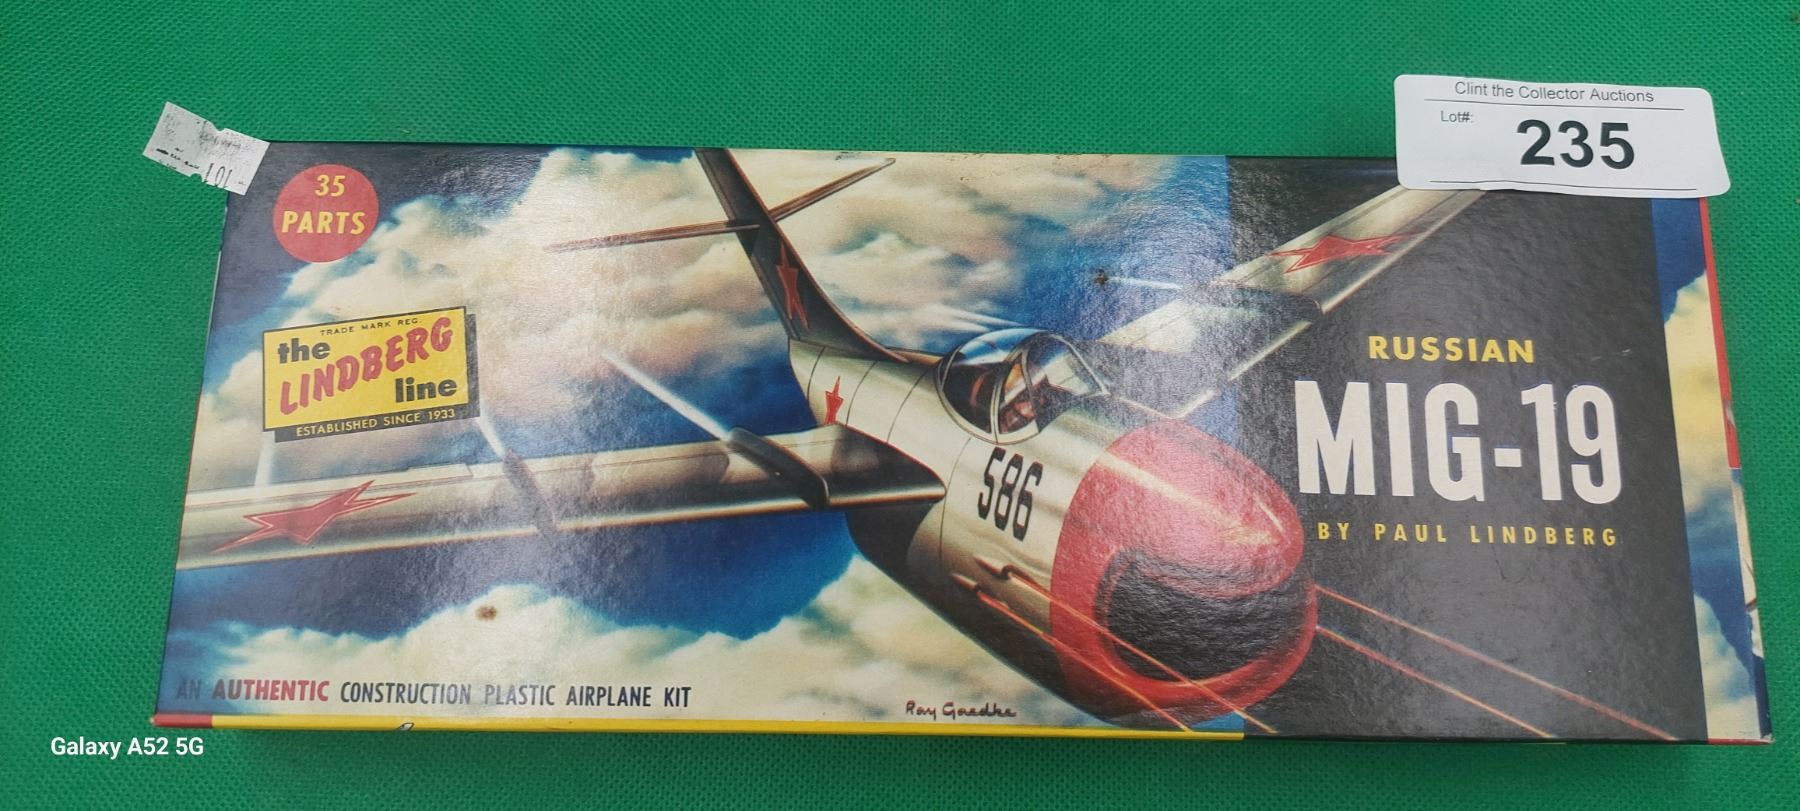 Clint the Collector Auctions
Lot#:
235
35
PARTS
TRADE MARK REG.
the
LINDBERG
line
ESTABLISHED SINCE 1933
586
RUSSIAN
MIG-19
BY PAUL LINDBERG
AN AUTHENTIC CONSTRUCTION PLASTIC AIRPLANE KIT
Ray Gaedke
Galaxy A52 5G